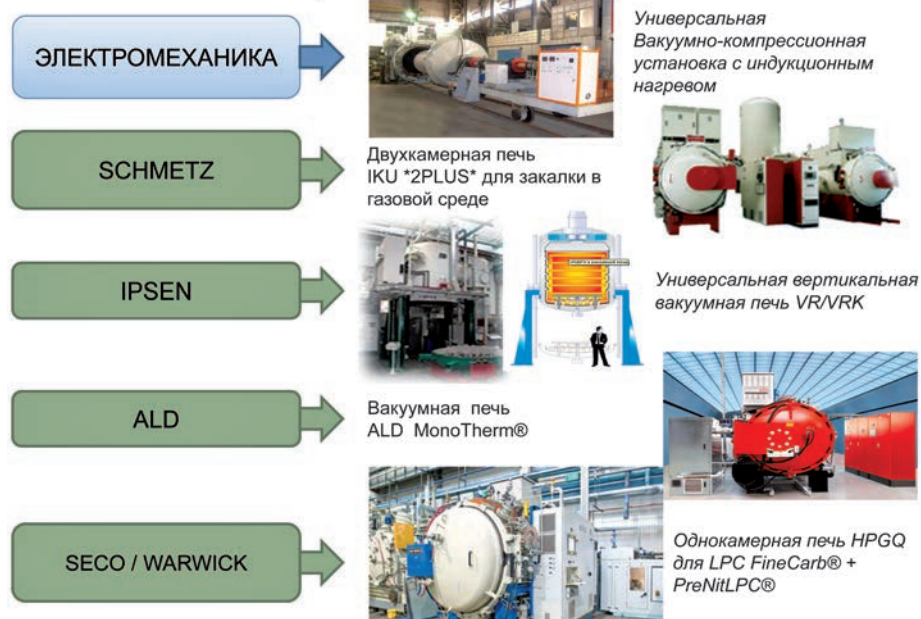 ЭЛЕКТРОМЕХАНИКА
Универсальная
Вакуумно-компрессионная
установка с индукционным
нагревом
SCHMETZ
Двухкамерная печь
IKU *2PLUS* для закалки в
газовой среде
IPSEN
Универсальная вертикальная
вакуумная печь VR/VRK
ALD
Вакуумная печь
ALD MonoTherm®
SECO / WARWICK
Однокамерная печь HPGQ
для LPC FineCarb® +
PreNitLPC®